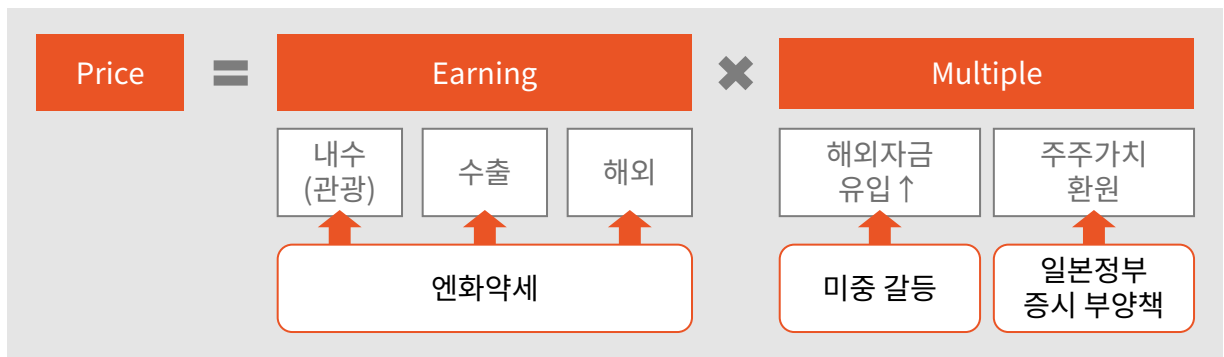 Price = Earning ✖ Multiple
내수
(관광)
수출
해외
해외자금
유입↑
주주가치
환원
엔화약세
미중 갈등
일본정부
증시 부양책